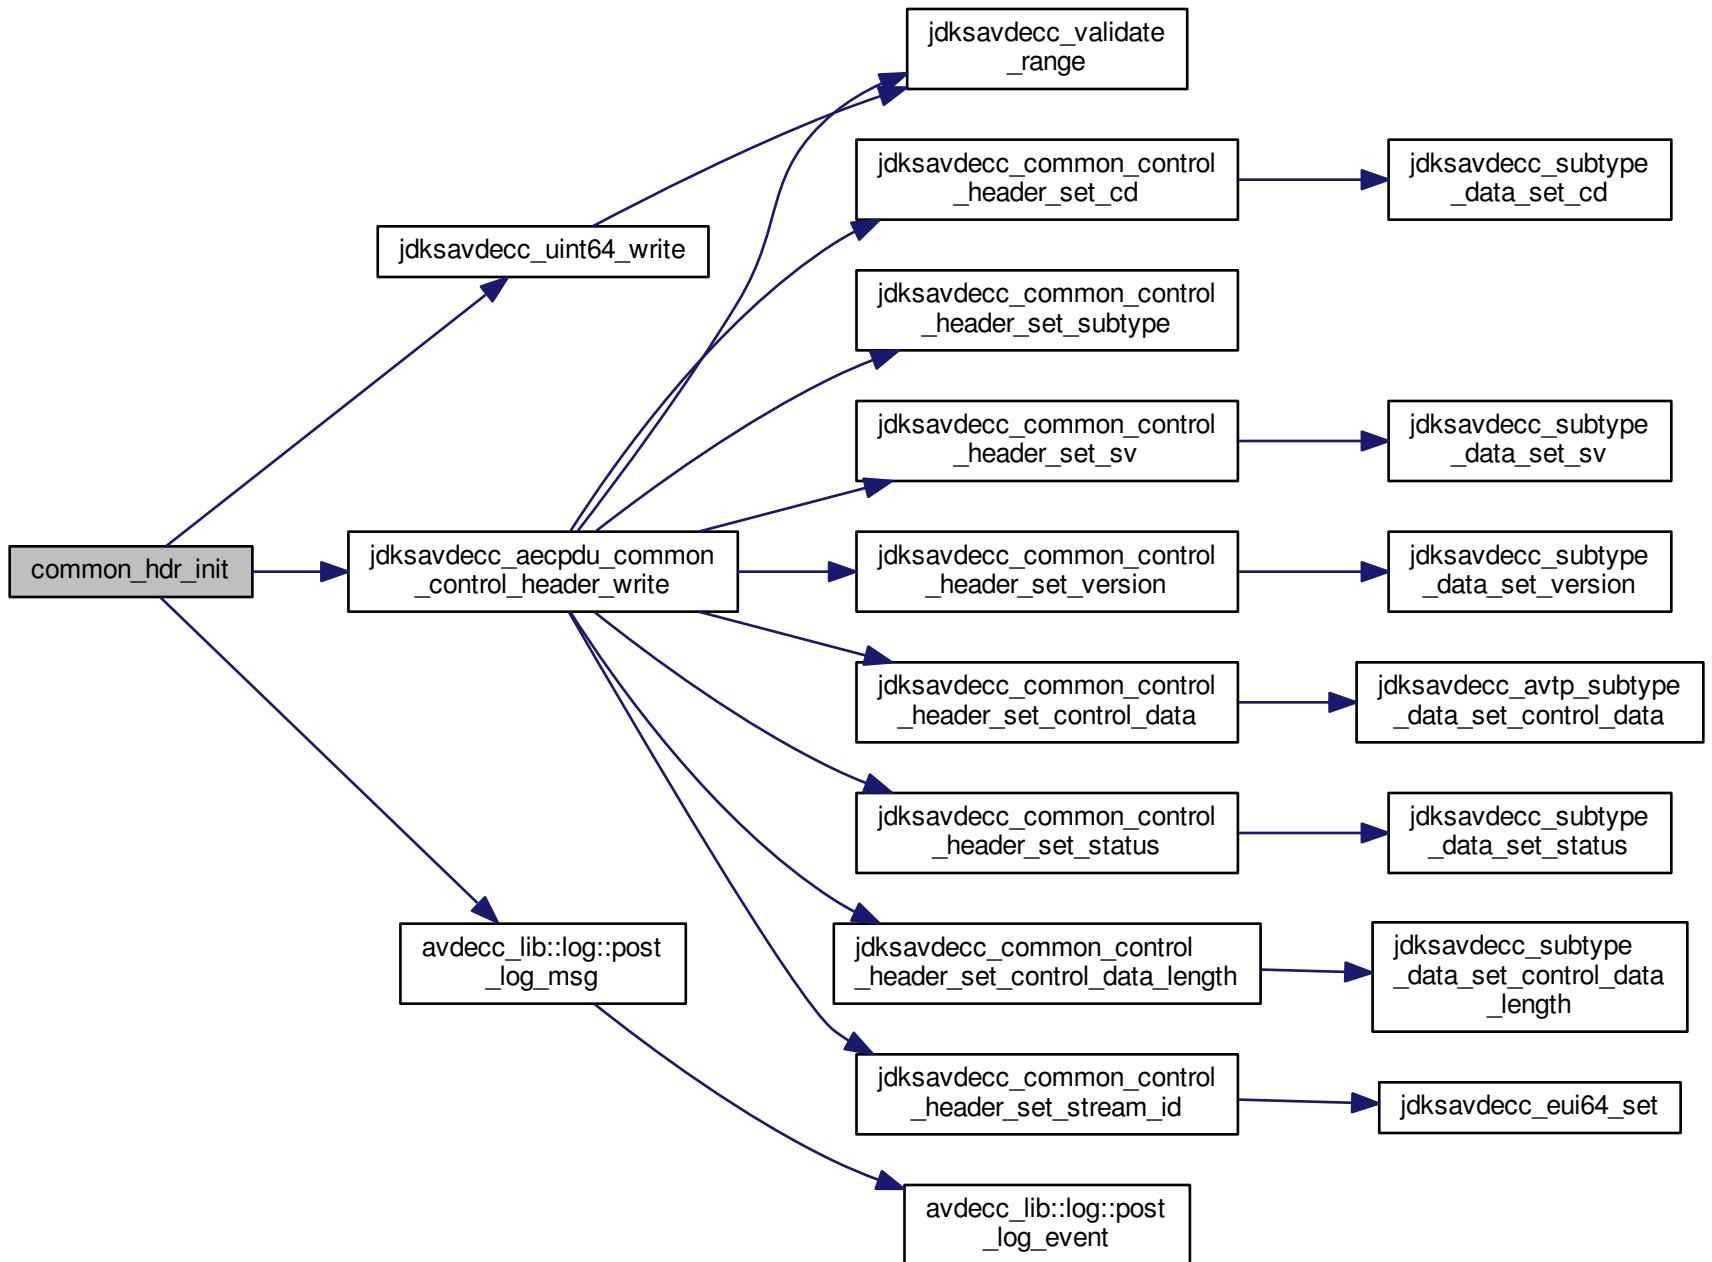 common_hdr_init
jdksavdecc_uint64_write
jdksavdecc_aecpdu_common
_control_header_write
avdecc_lib::log::post
_log_msg
jdksavdecc_validate
_range
jdksavdecc_common_control
_header_set_cd
jdksavdecc_common_control
_header_set_subtype
jdksavdecc_common_control
_header_set_sv
jdksavdecc_common_control
_header_set_version
jdksavdecc_common_control
_header_set_control_data
jdksavdecc_common_control
_header_set_status
jdksavdecc_common_control
_header_set_control_data_length
jdksavdecc_common_control
_header_set_stream_id
avdecc_lib::log::post
_log_event
jdksavdecc_subtype
_data_set_cd
jdksavdecc_subtype
_data_set_sv
jdksavdecc_subtype
_data_set_version
jdksavdecc_avtp_subtype
_data_set_control_data
jdksavdecc_subtype
_data_set_status
jdksavdecc_subtype
_data_set_control_data
_length
jdksavdecc_eui64_set